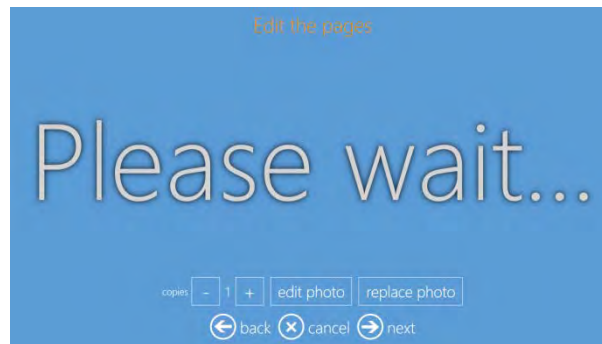 Edit the pages
Please wait...
copies - 1 + edit photo replace photo
back cancel next